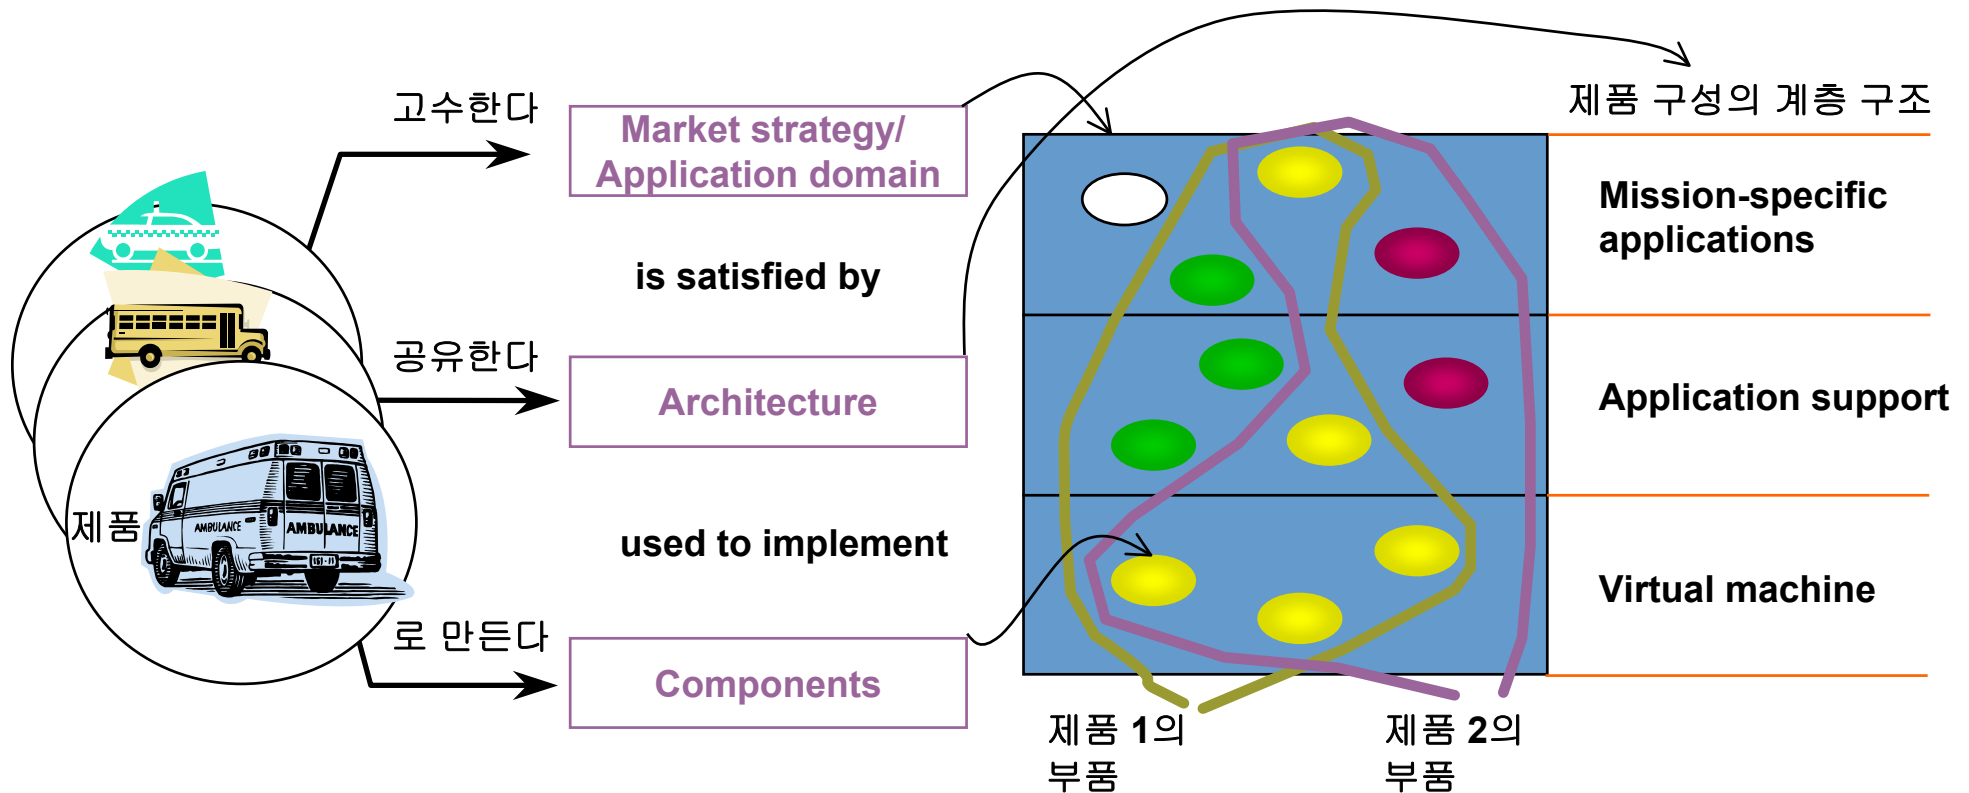 고수한다
Market strategy/
Application domain
is satisfied by
공유한다
Architecture
제품
AMBULANCE
AMBULANCE
used to implement
로 만든다
Components
제품 구성의 계층 구조
Mission-specific
applications
Application support
Virtual machine
제품 1의
부품
제품 2의
부품